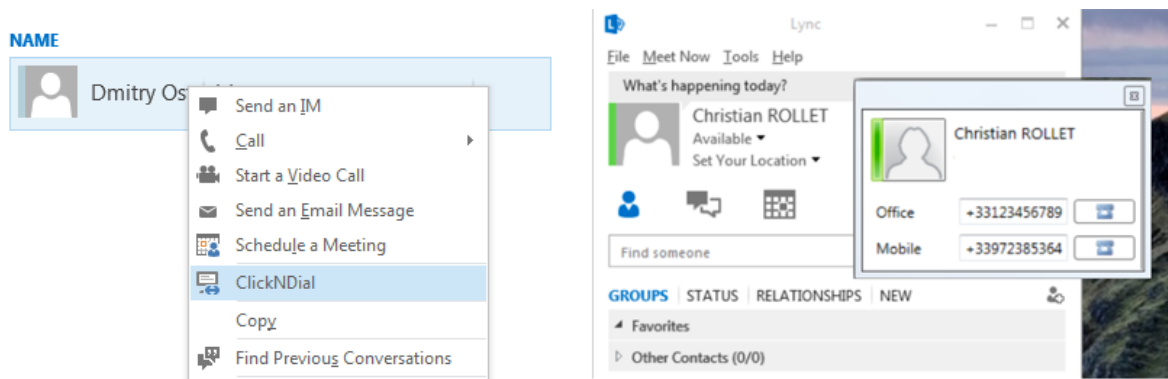 NAME
Dmitry Os
Send an IM
Call
Start a Video Call
Send an Email Message
Schedule a Meeting
ClickNDial
Copy
Find Previous Conversations
Lync
File Meet Now Tools Help
What's happening today?
Christian ROLLET
Available
Set Your Location
Find someone
GROUPS STATUS RELATIONSHIPS NEW
Favorites
Other Contacts (0/0)
Christian ROLLET
Office +33123456789
Mobile +33972385364